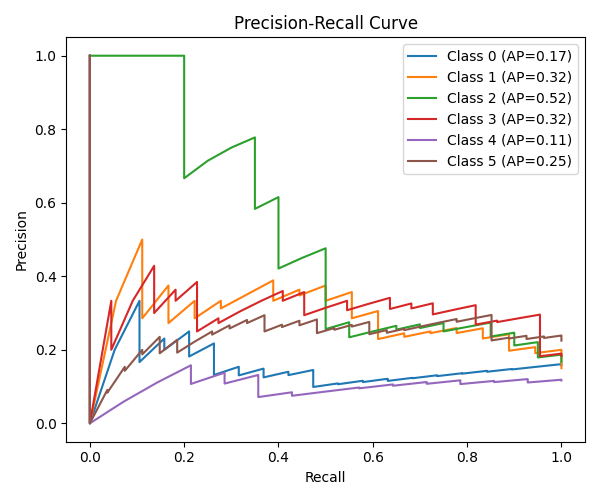 Precision-Recall Curve
Class 0 (AP=0.17)
Class 1 (AP=0.32)
Class 2 (AP=0.52)
Class 3 (AP=0.32)
Class 4 (AP=0.11)
Class 5 (AP=0.25)
Precision
1.0
0.8
0.6
0.4
0.2
0.0
0.0 0.2 0.4 0.6 0.8 1.0
Recall